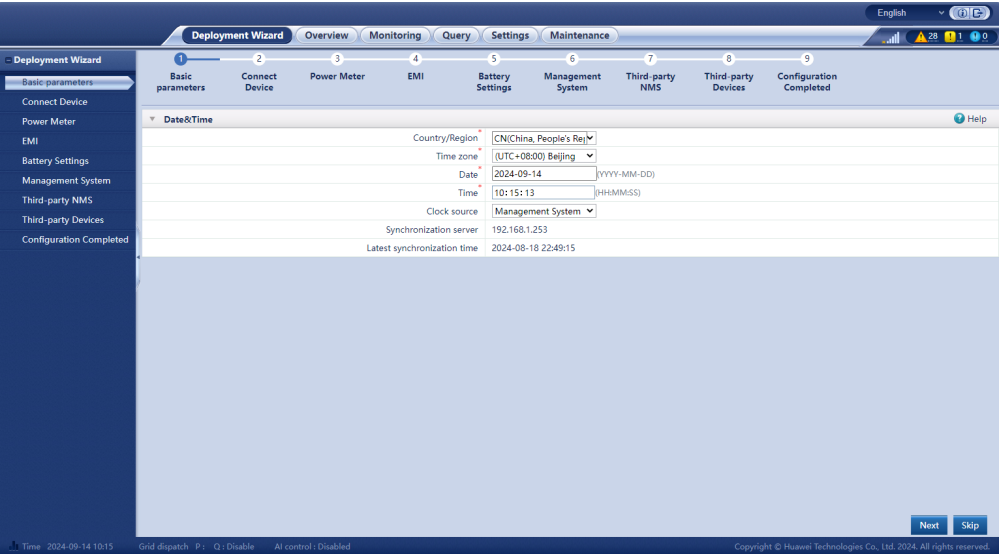 English
Deployment Wizard Overview Monitoring Query Settings Maintenance
28 1 0
Deployment Wizard
Basic parameters
Connect Device
Power Meter
EMI
Battery Settings
Management System
Third-party NMS
Third-party Devices
Configuration Completed
1 2 3 4 5 6 7 8 9
Basic Connect Power Meter EMI Battery Management Third-party Third-party Configuration
parameters Device Settings System NMS Devices Completed
Date&Time Help
Country/Region * CN(China, People's Re
Time zone * (UTC+08:00) Beijing
Date * 2024-09-14 (YYYY-MM-DD)
Time * 10:15:13 (HH:MM:SS)
Clock source Management System
Synchronization server 192.168.1.253
Latest synchronization time 2024-08-18 22:49:15
Next Skip
Time 2024-09-14 10:15 Grid dispatch P : Q : Disable AI control : Disabled Copyright © Huawei Technologies Co., Ltd. 2024. All rights reserved.